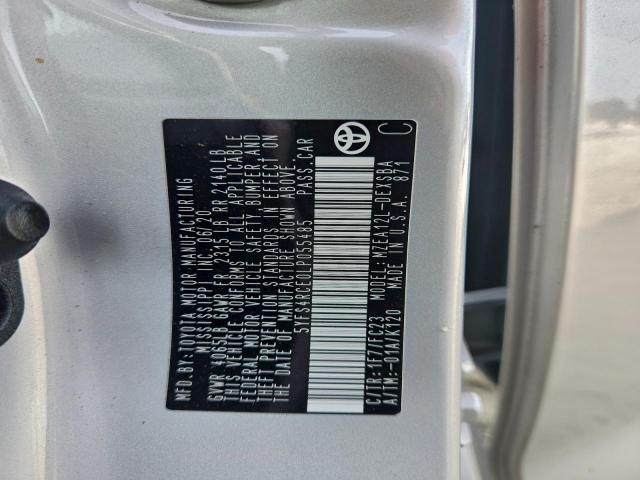 MFD.BY:TOYOTA MOTOR MANUFACTURING
MISSISSIPPI INC. 06/20
GVWR 4065LB GAWR FR 2315 LB RR 2140LB
THIS VEHICLE CONFORMS TO ALL APPLICABLE
FEDERAL MOTOR VEHICLE SAFETY, BUMPER,AND
THEFT PREVENTION STANDARDS IN EFFECT ON
THE DATE OF MANUFACTURE SHOWN ABOVE.
5YFS4RCE0LP055485 PASS.CAR
C/TR:1F7/FC23 MODEL:MZEA12L-DEXSBA
A/TM:-01A/K120 MADE IN U.S.A. 871
C